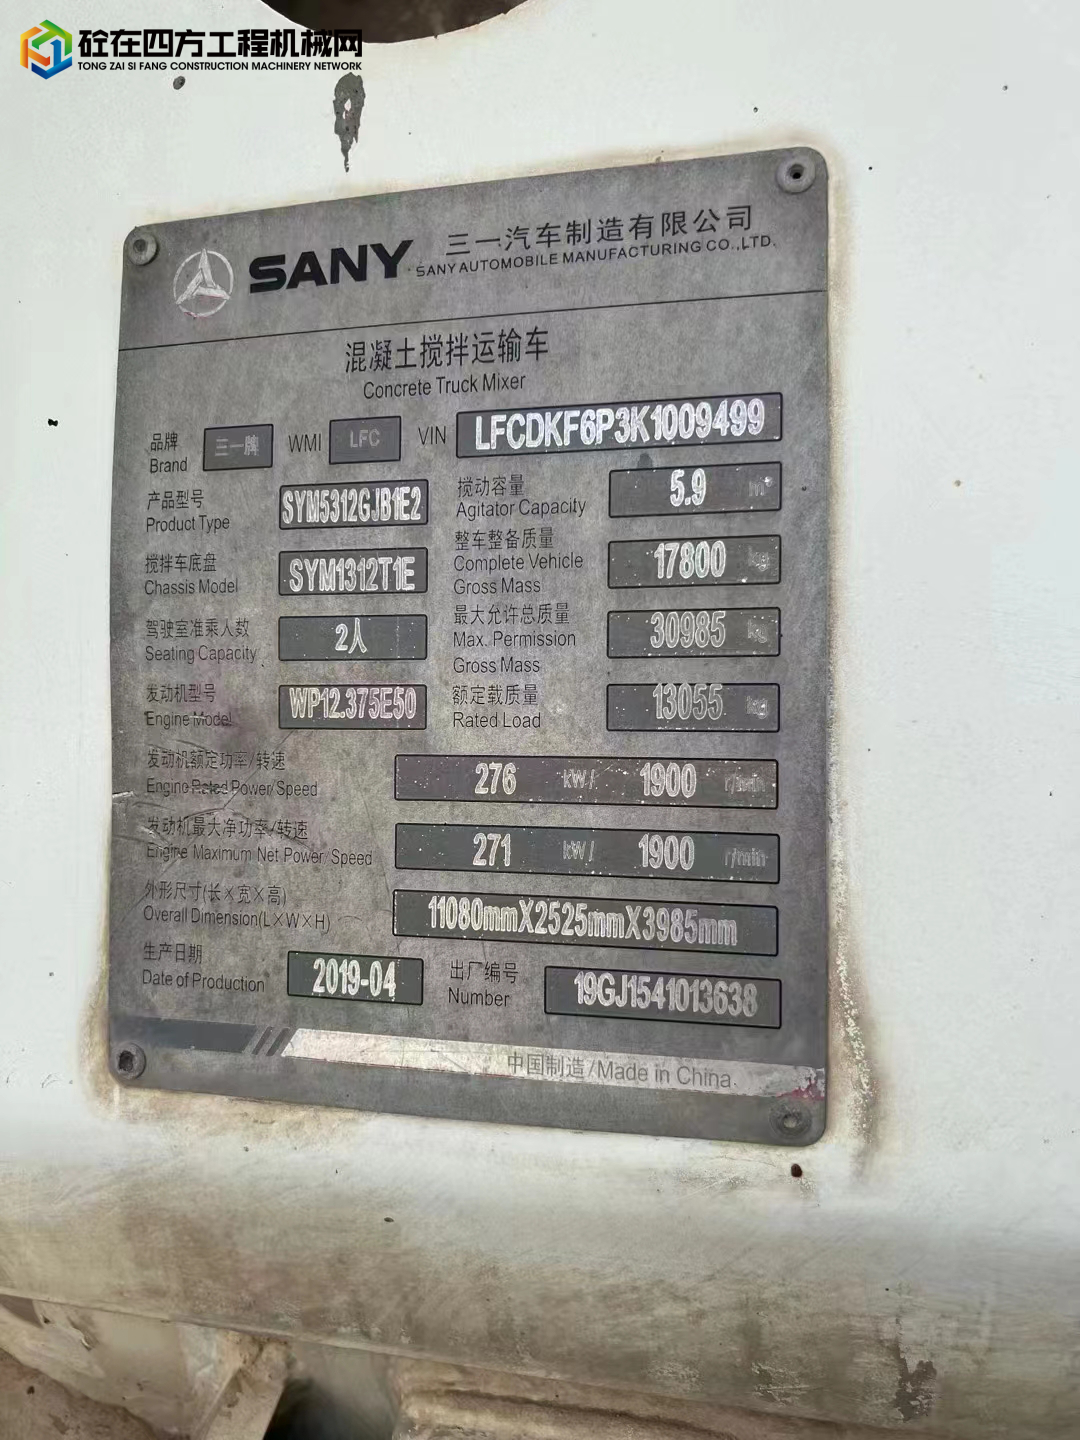 砼在四方工程机械网
TONG ZAI SI FANG CONSTRUCTION MACHINERY NETWORK
SANY 三一汽车制造有限公司
SANY AUTOMOBILE MANUFACTURING CO.,LTD.
混凝土搅拌运输车
Concrete Truck Mixer
品牌 Brand 三一牌 WMI LFC VIN LFCDKF6P3K1009499
产品型号 Product Type SYM5312GJB1E2
搅动容量 Agitator Capacity 5.9 m³
搅拌车底盘 Chassis Model SYM1312T1E
整车整备质量 Complete Vehicle Gross Mass 17800 kg
驾驶室准乘人数 Seating Capacity 2人
最大允许总质量 Max. Permission Gross Mass 30985 kg
发动机型号 Engine Model WP12.375E50
额定载质量 Rated Load 13055 kg
发动机额定功率/转速 Engine Rated Power/Speed 276 kW/ 1900 r/min
发动机最大净功率/转速 Engine Maximum Net Power/Speed 271 kW/ 1900 r/min
外形尺寸(长×宽×高) Overall Dimension(L×W×H) 11080mmX2525mmX3985mm
生产日期 Date of Production 2019-04
出厂编号 Number 19GJ1541013638
中国制造/Made in China